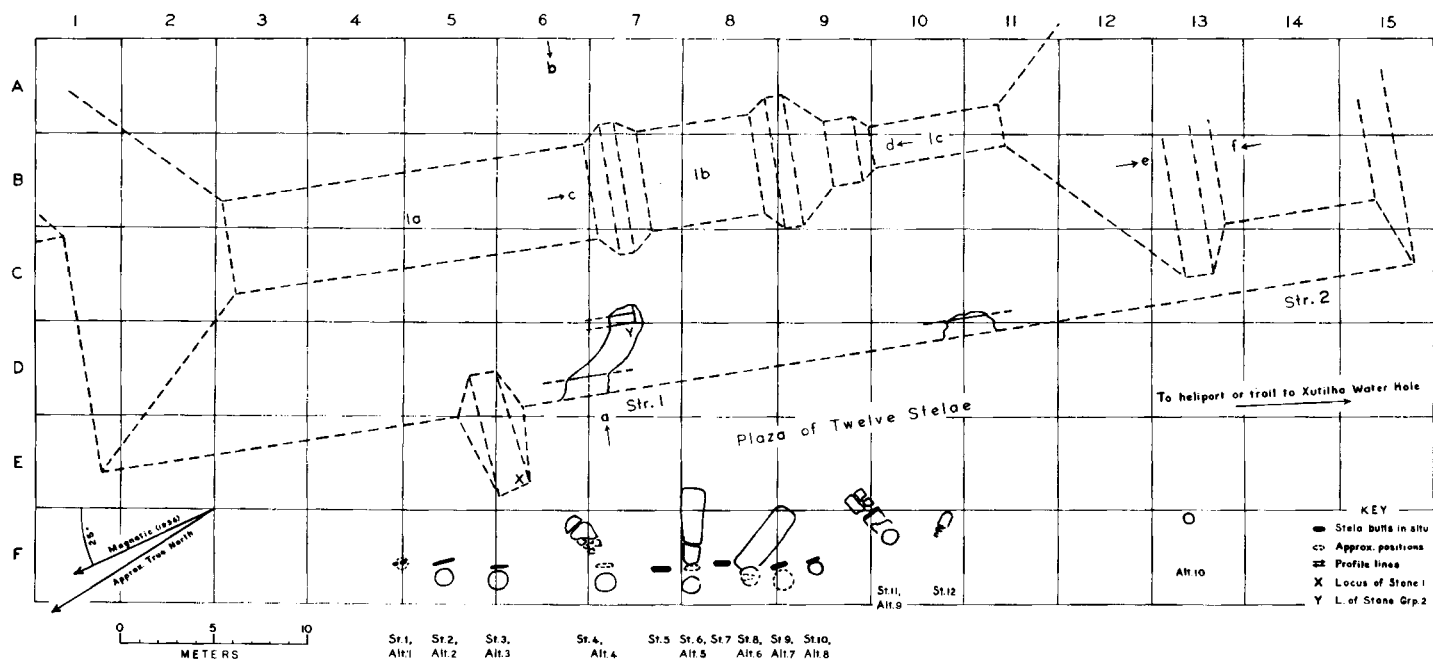 1 2 3 4 5 6 7 8 9 10 11 12 13 14 15
A
b
d
1c
B
e
f
c
1b
1a
C
Str. 2
Y
D
To heliport or trail to Xutilha Water Hole
Str. 1
a
Plaza of Twelve Stelae
E
X
KEY
Stela butts in situ
Approx. positions
Profile lines
X Locus of Stone 1
Y L. of Stone Grp. 2
25°
Magnetic
Approx True North
F
Alt.10
St.11,
Alt.9
St.12
0 5 10
METERS
St.1,
Alt.1
St.2,
Alt.2
St.3,
Alt.3
St.4,
Alt.4
St.5
St.6,
Alt.5
St.7
St.8,
Alt.6
St.9,
Alt.7
St.10,
Alt.8